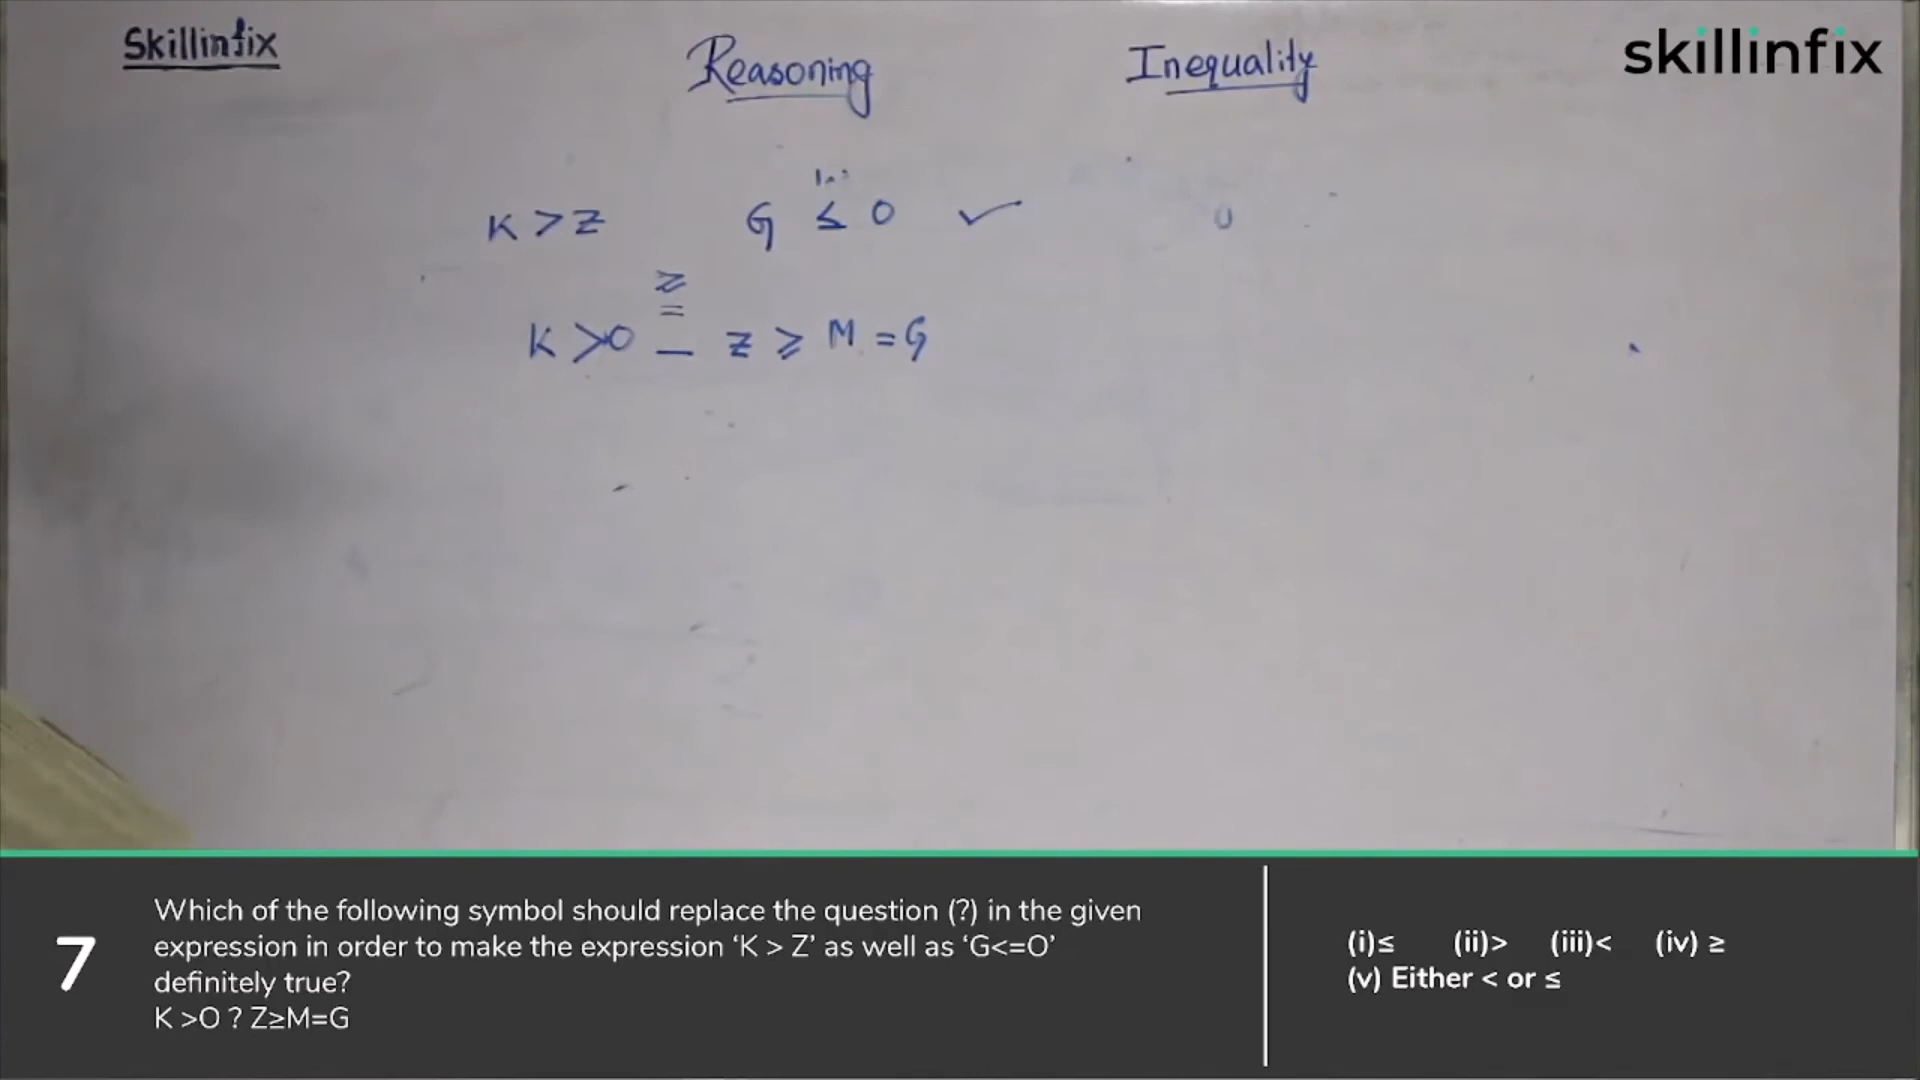 Skillinfix
Reasoning
Inequality
skillinfix
K > Z G ≤ O ✓
≥
=
K > O _ Z ≥ M = G
7
Which of the following symbol should replace the question (?) in the given
expression in order to make the expression ‘K > Z’ as well as ‘G<=O’
definitely true?
K >O ? Z≥M=G
(i)≤ (ii)> (iii)< (iv) ≥
(v) Either < or ≤